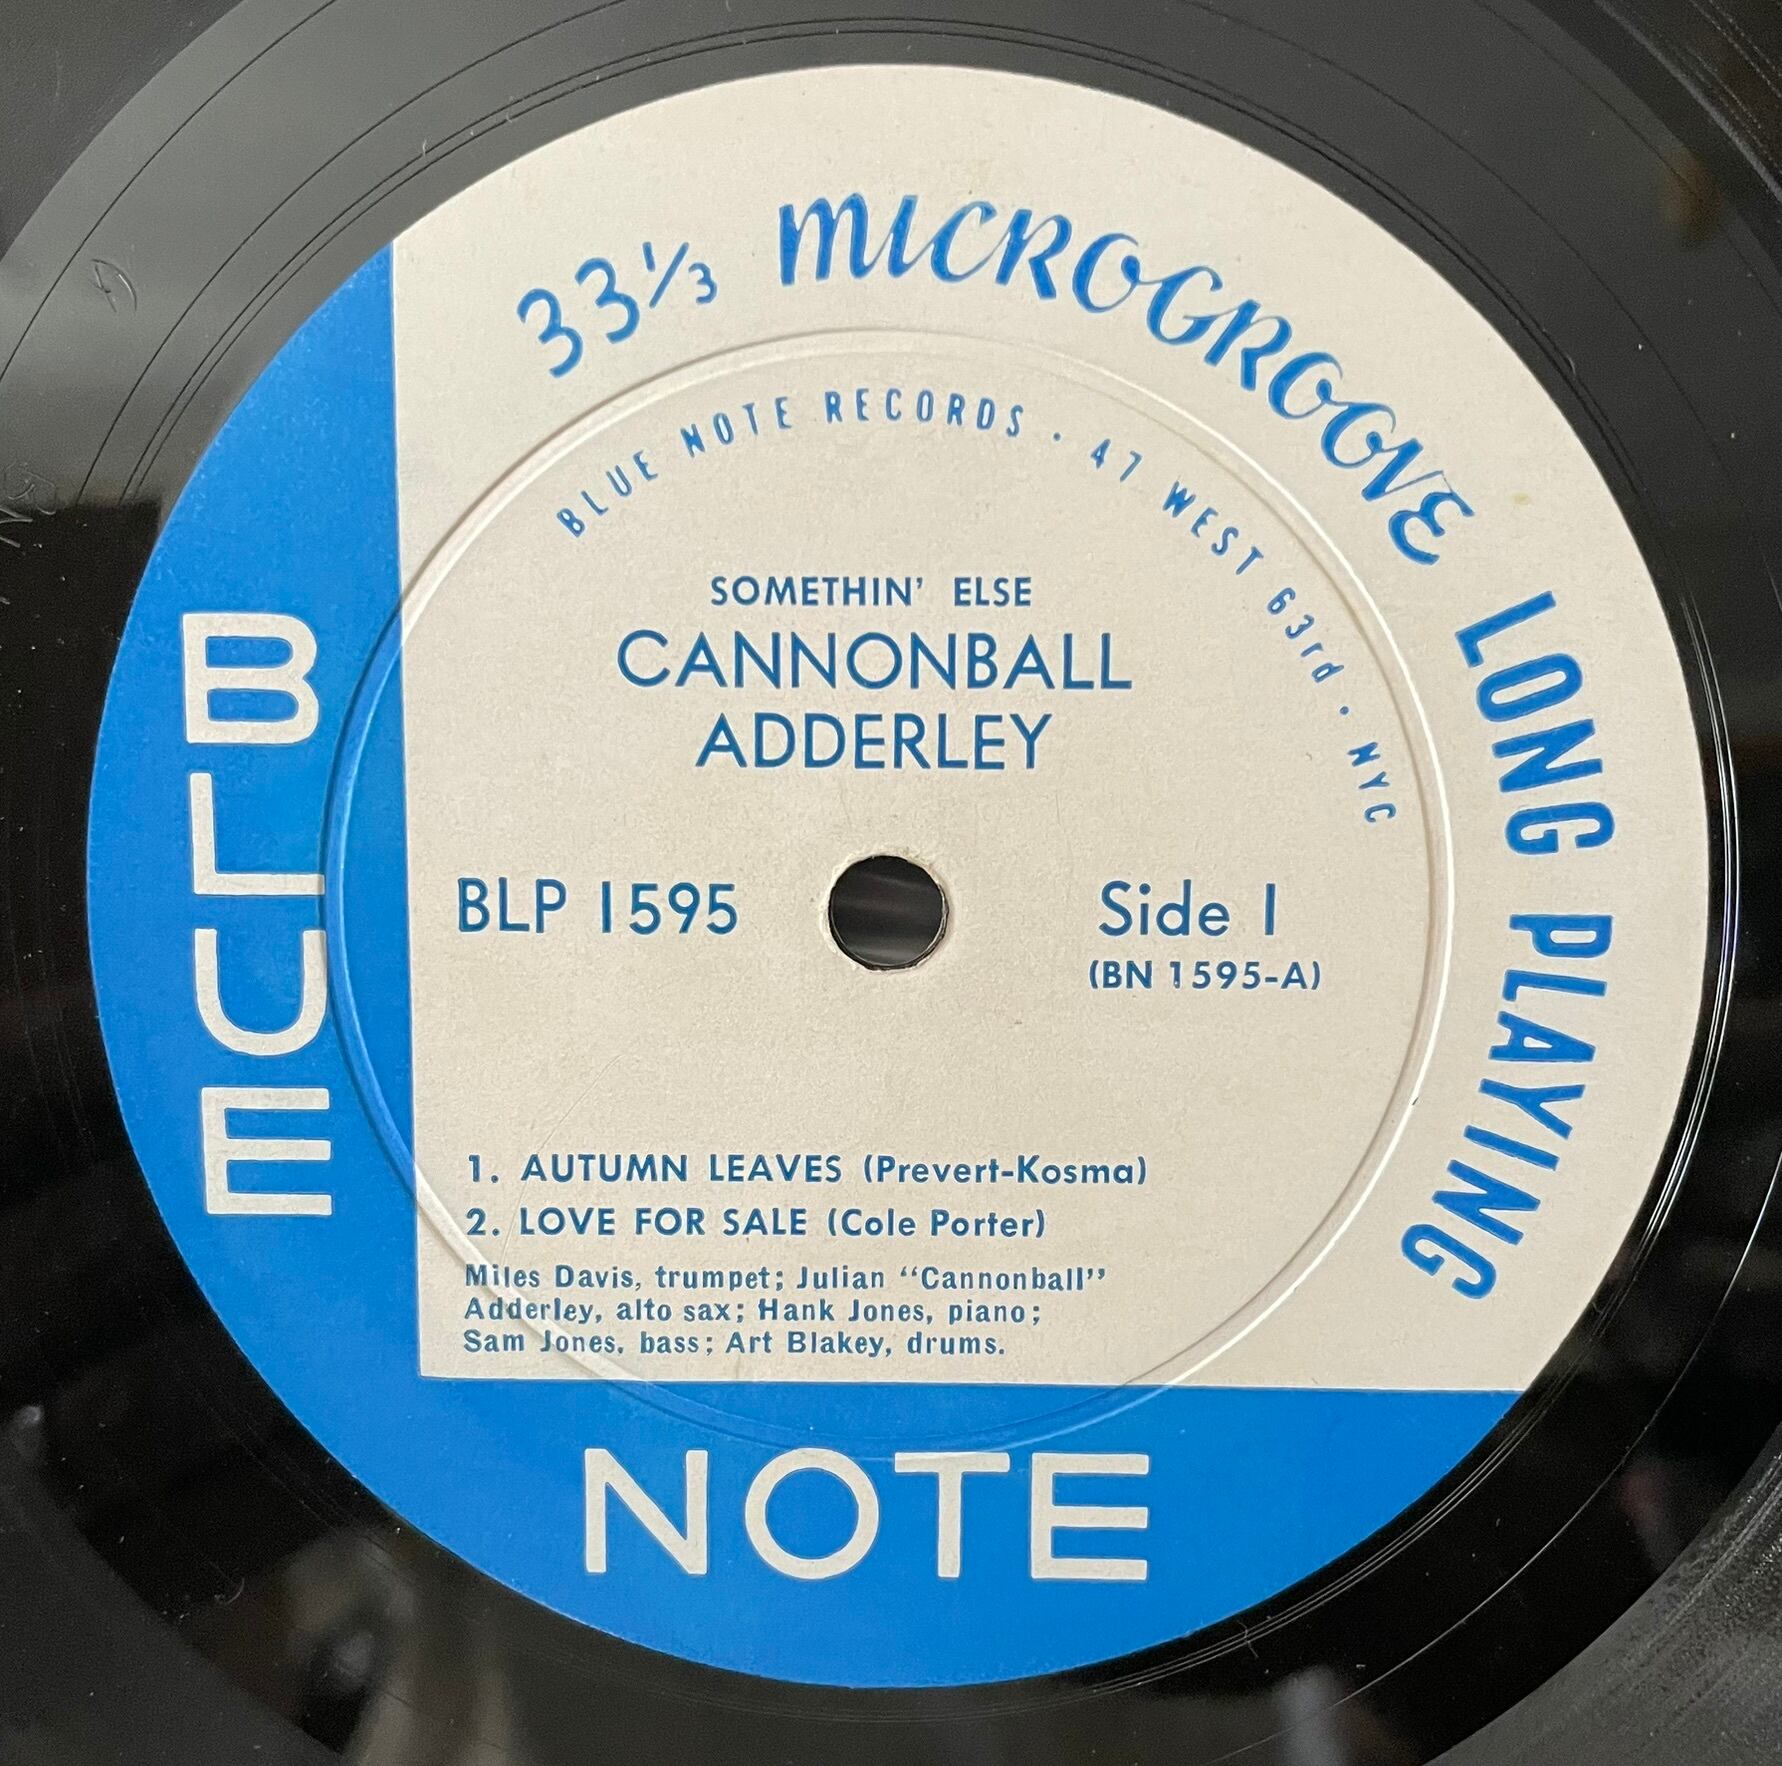 33 1/3 MICROGROOVE LONG PLAYING
BLUE NOTE RECORDS · 47 WEST 63rd · NYC
SOMETHIN' ELSE
CANNONBALL
ADDERLEY
BLP 1595
Side 1
(BN 1595-A)
1. AUTUMN LEAVES (Prevert-Kosma)
2. LOVE FOR SALE (Cole Porter)
Miles Davis, trumpet; Julian “Cannonball”
Adderley, alto sax; Hank Jones, piano;
Sam Jones, bass; Art Blakey, drums.
BLUE
NOTE